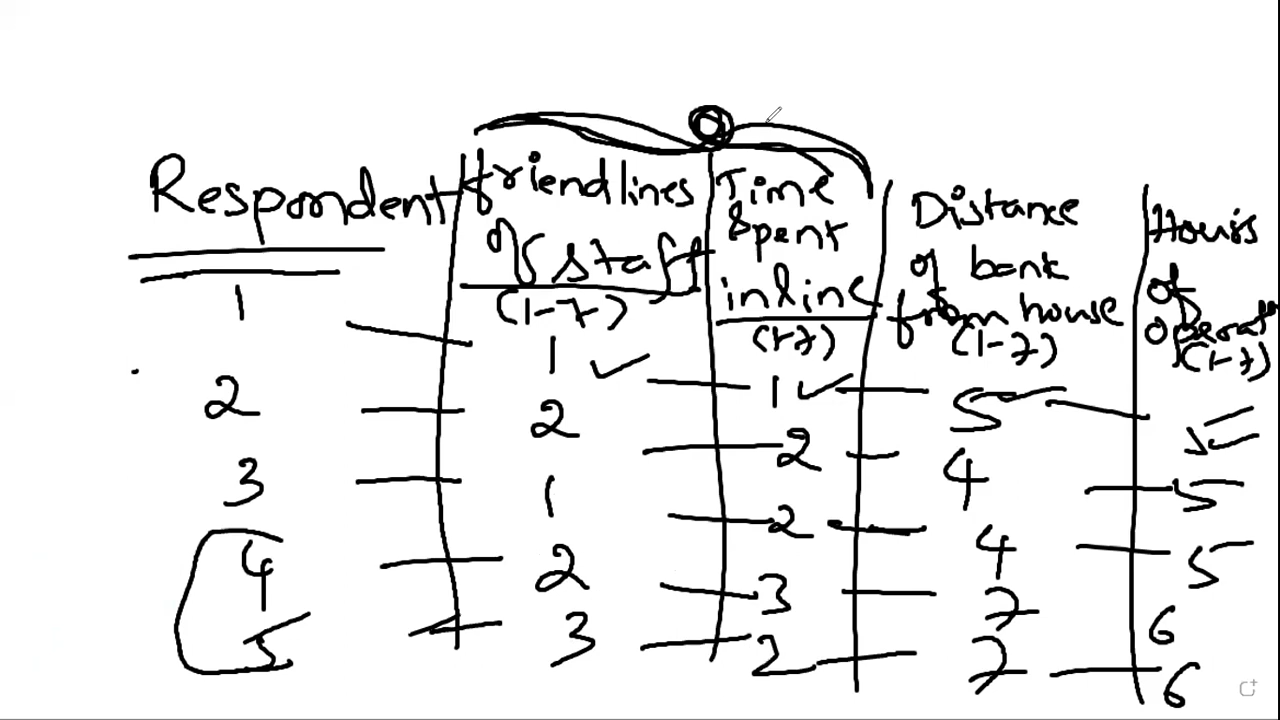 Respondent
friendlines
of staff
(1-7)
Time
Spent
in line
(1-7)
Distance
of bank
from house
(1-7)
Hours
of
operat
(1-7)
1 1 1 5 5
2 2 2 4 5
3 1 2 4 5
4 2 3 7 6
5 3 2 7 6